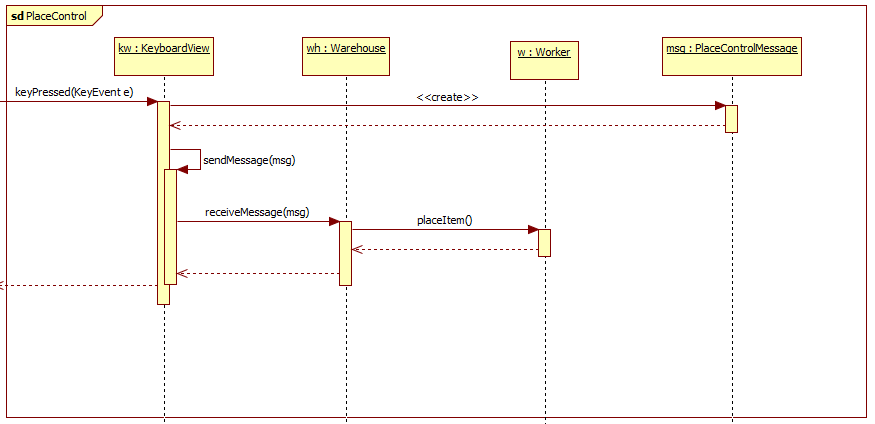 sd PlaceControl
kw : KeyboardView
wh : Warehouse
w : Worker
msg : PlaceControlMessage
keyPressed(KeyEvent e)
<<create>>
sendMessage(msg)
receiveMessage(msg)
placeItem()